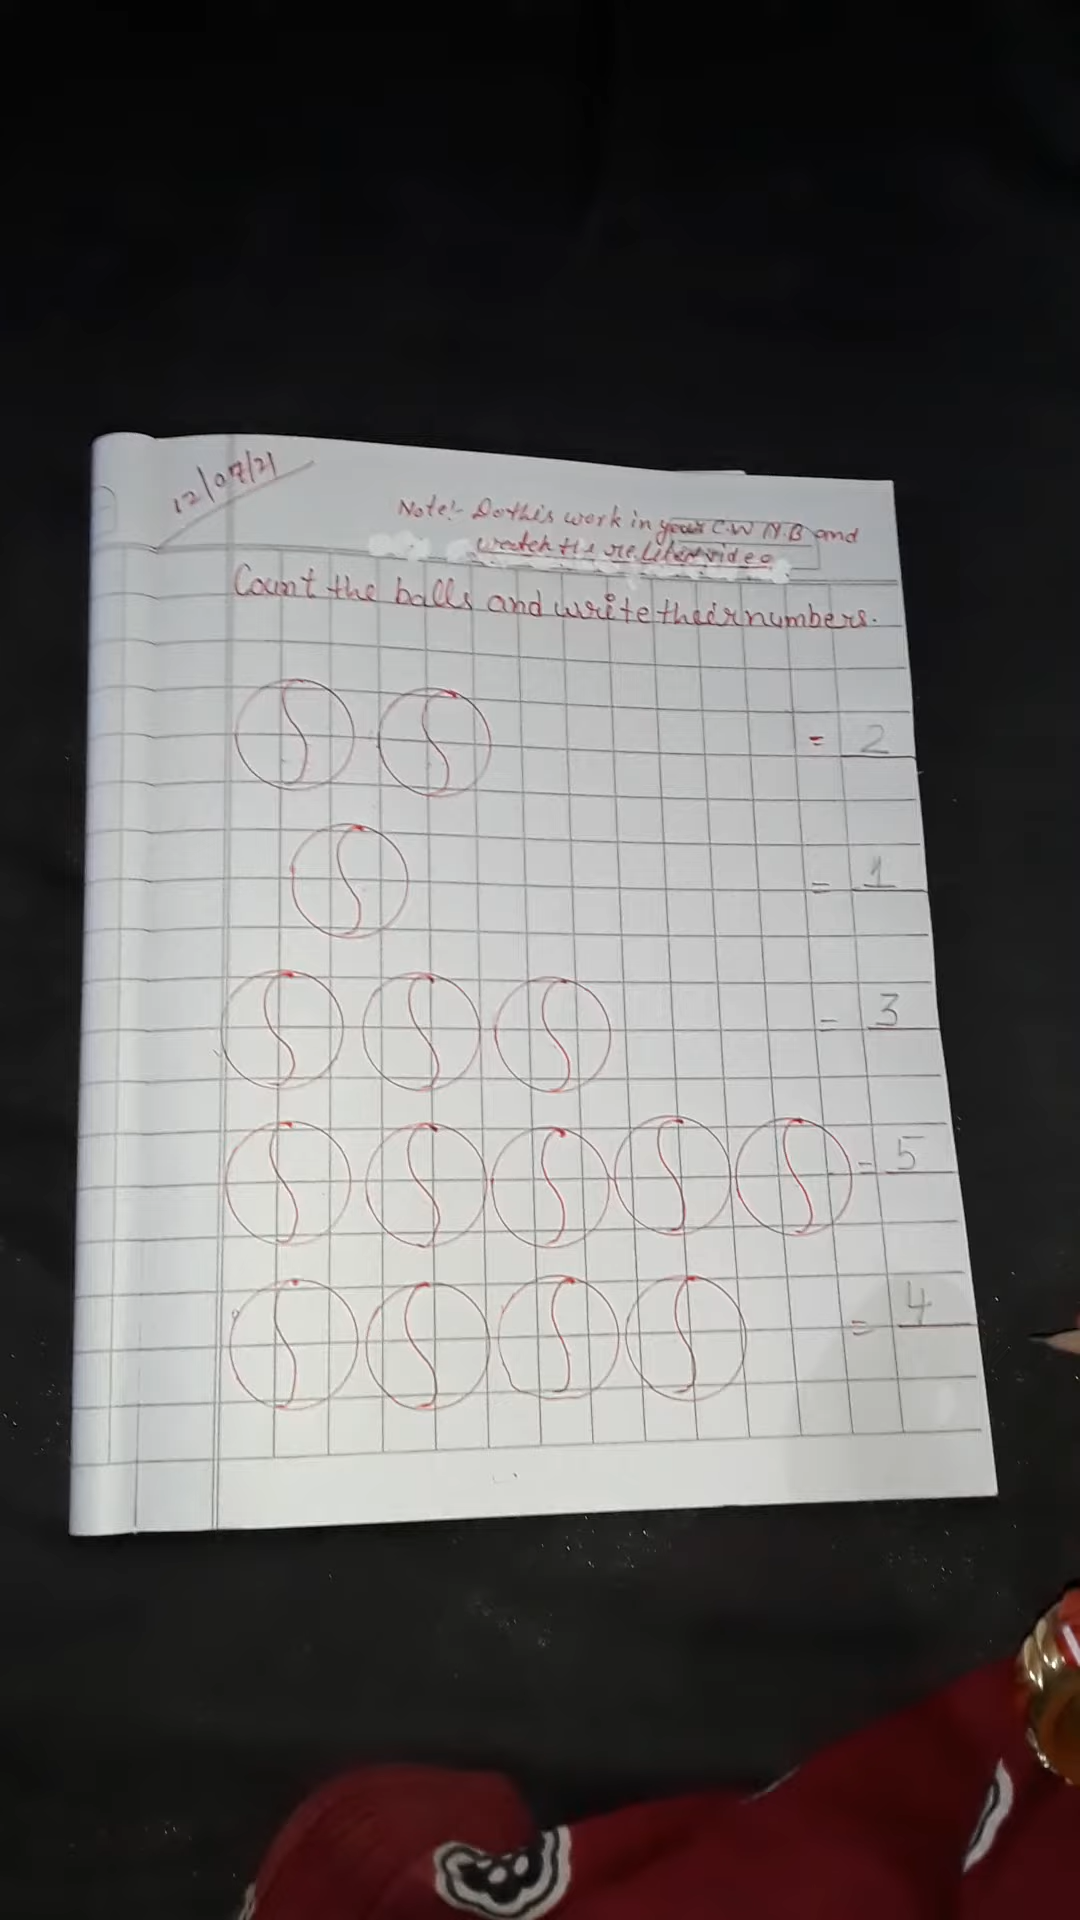 12/07/21
Note:- Do this work in your C.W N.B and
watch the video
Count the balls and write their numbers.
= 2
= 1
= 3
= 5
= 4